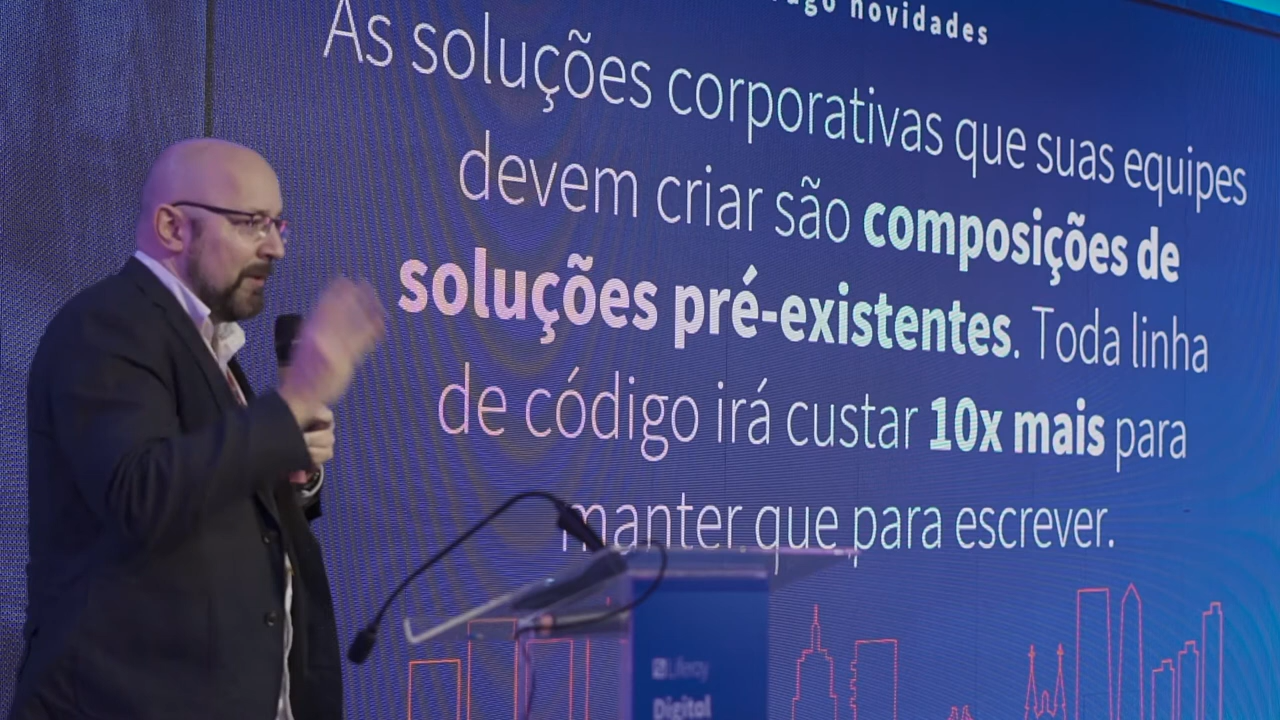 novidades
As soluções corporativas que suas equipes
devem criar são composições de
soluções pré-existentes. Toda linha
de código irá custar 10x mais para
manter que para escrever.
Liferay
Digital